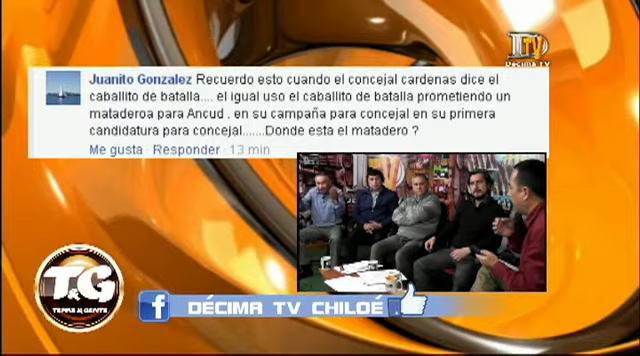 DTV
Décima TV
Juanito Gonzalez Recuerdo esto cuando el concejal cardenas dice el
caballito de batalla.... el igual uso el caballito de batalla prometiendo un
mataderoa para Ancud . en su campaña para concejal en su primera
candidatura para concejal.......Donde esta el matadero ?
Me gusta · Responder · 13 min
T&G
TEMAS & GENTE
f DÉCIMA TV CHILOÉ